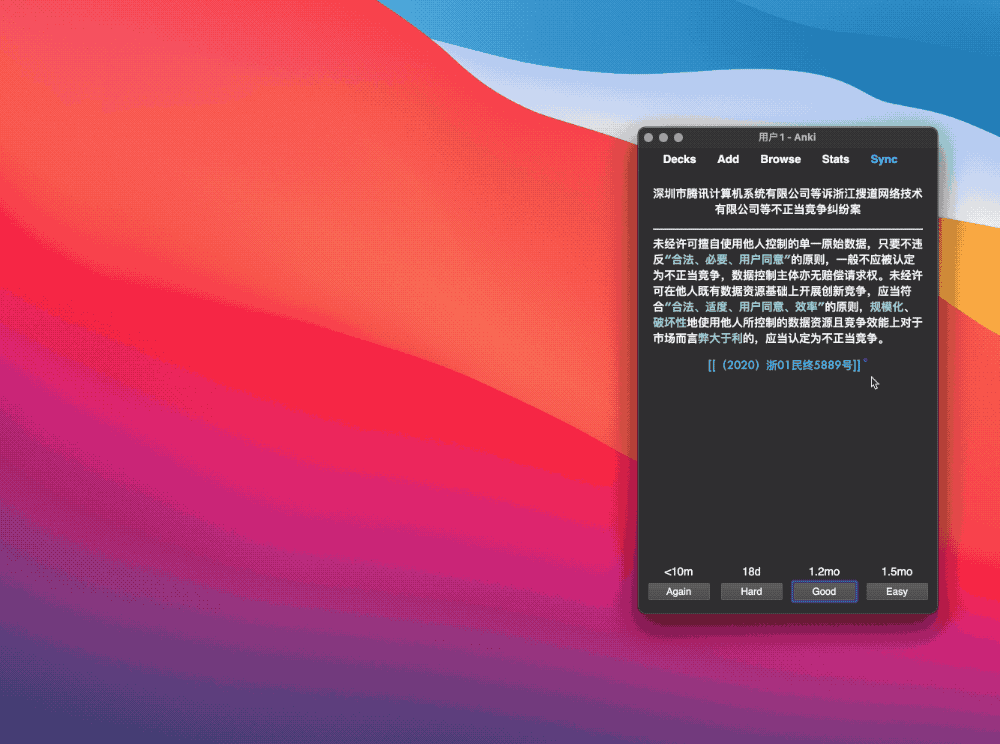 用户 1 - Anki
Decks Add Browse Stats Sync
深圳市腾讯计算机系统有限公司等诉浙江搜道网络技术
有限公司等不正当竞争纠纷案
未经许可擅自使用他人控制的单一原始数据，只要不违
反“合法、必要、用户同意”的原则，一般不应被认定
为不正当竞争，数据控制主体亦无赔偿请求权。未经许
可在他人既有数据资源基础上开展创新竞争，应当符
合“合法、适度、用户同意、效率”的原则，规模化、
破坏性地使用他人所控制的数据资源且竞争效能上对于
市场而言弊大于利的，应当认定为不正当竞争。
[[（2020）浙01民终5889号]]
<10m 18d 1.2mo 1.5mo
Again Hard Good Easy